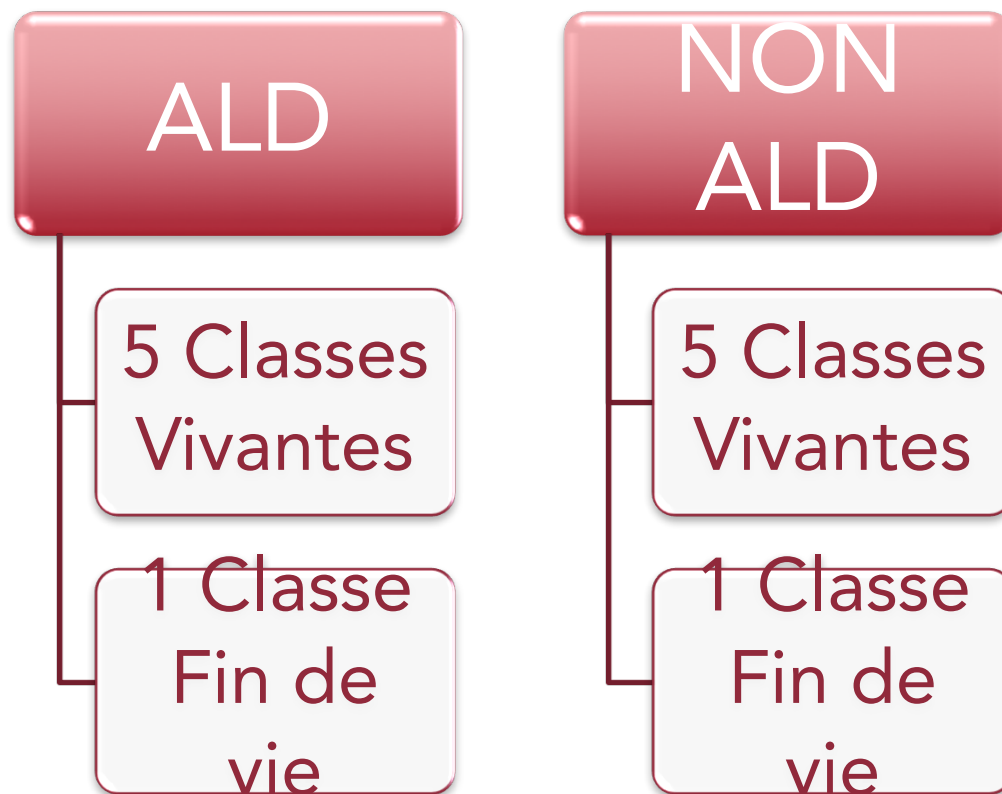 ALD
5 Classes
Vivantes
1 Classe
Fin de
vie
NON
ALD
5 Classes
Vivantes
1 Classe
Fin de
vie